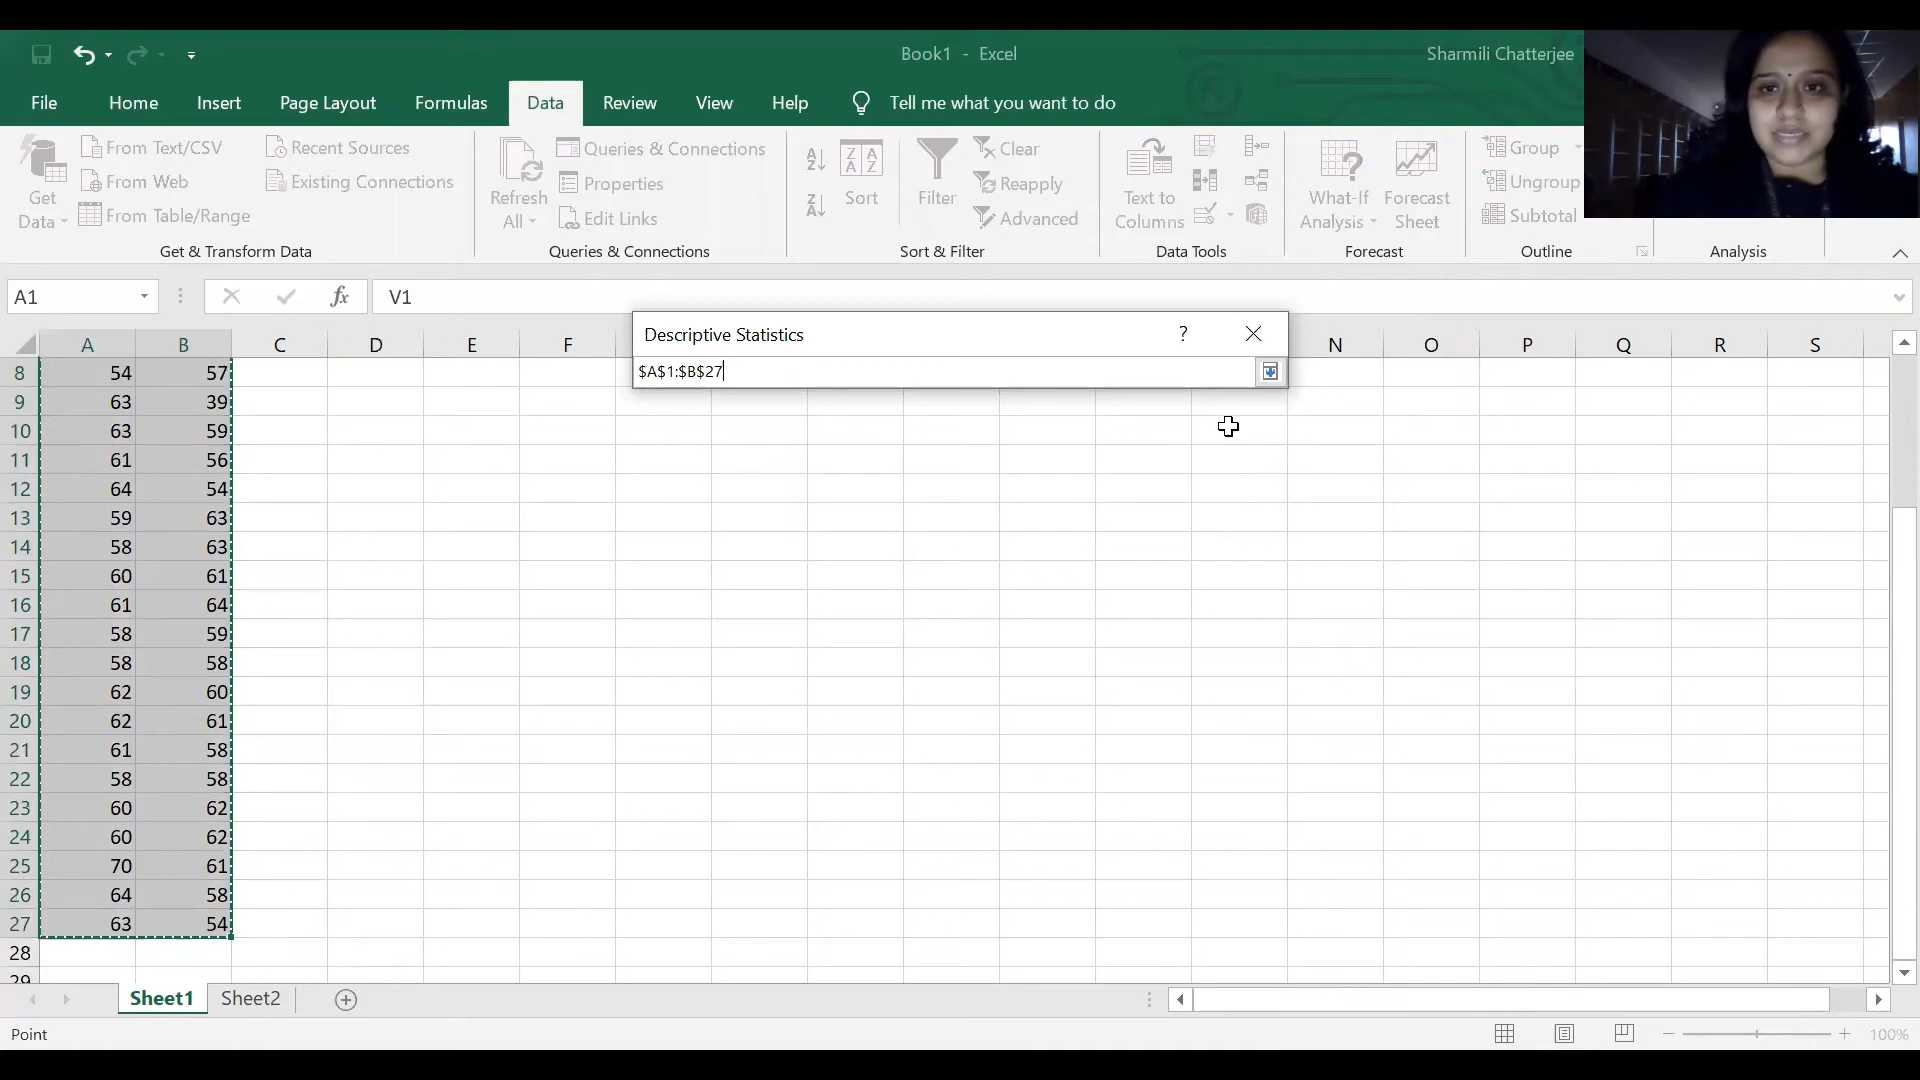 Book1 - Excel
Sharmili Chatterjee
File Home Insert Page Layout Formulas Data Review View Help Tell me what you want to do
Get Data
From Text/CSV
From Web
From Table/Range
Recent Sources
Existing Connections
Get & Transform Data
Refresh All
Queries & Connections
Properties
Edit Links
Queries & Connections
Sort
Filter
Clear
Reapply
Advanced
Sort & Filter
Text to Columns
Data Tools
What-If Analysis
Forecast Sheet
Forecast
Group
Ungroup
Subtotal
Outline
Analysis
A1
fx
V1
Descriptive Statistics ?
$A$1:$B$27
A B C D E F N O P Q R S
8 54 57
9 63 39
10 63 59
11 61 56
12 64 54
13 59 63
14 58 63
15 60 61
16 61 64
17 58 59
18 58 58
19 62 60
20 62 61
21 61 58
22 58 58
23 60 62
24 60 62
25 70 61
26 64 58
27 63 54
28
29
Sheet1 Sheet2
Point
100%